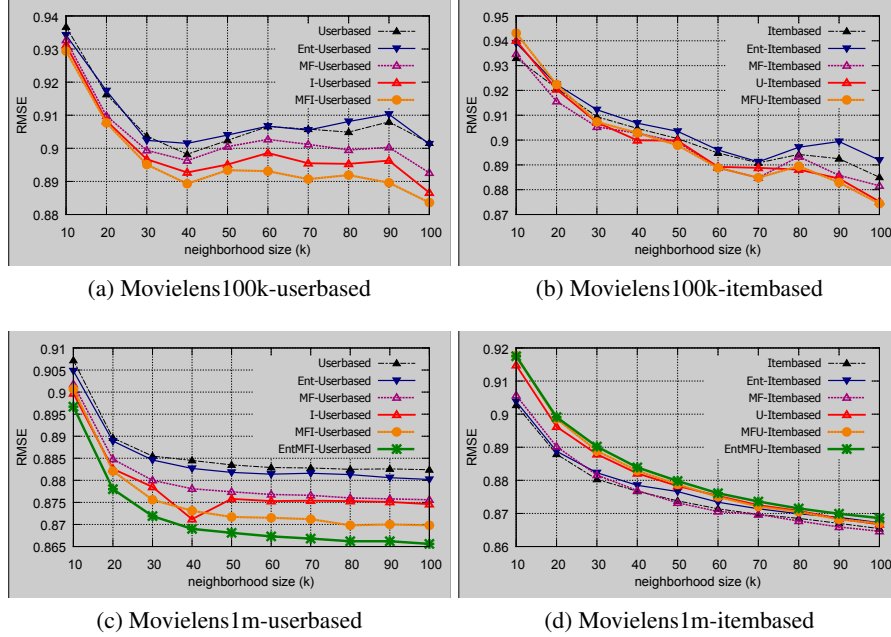 0.94
0.93
0.92
0.91
0.9
0.89
0.88
RMSE
10 20 30 40 50 60 70 80 90 100
neighborhood size (k)
Userbased
Ent-Userbased
MF-Userbased
I-Userbased
MFI-Userbased
(a) Movielens100k-userbased
0.95
0.94
0.93
0.92
0.91
0.9
0.89
0.88
0.87
RMSE
10 20 30 40 50 60 70 80 90 100
neighborhood size (k)
Itembased
Ent-Itembased
MF-Itembased
U-Itembased
MFU-Itembased
(b) Movielens100k-itembased
0.91
0.905
0.9
0.895
0.89
0.885
0.88
0.875
0.87
0.865
RMSE
10 20 30 40 50 60 70 80 90 100
neighborhood size (k)
Userbased
Ent-Userbased
MF-Userbased
I-Userbased
MFI-Userbased
EntMFI-Userbased
(c) Movielens1m-userbased
0.92
0.91
0.9
0.89
0.88
0.87
0.86
RMSE
10 20 30 40 50 60 70 80 90 100
neighborhood size (k)
Itembased
Ent-Itembased
MF-Itembased
U-Itembased
MFU-Itembased
EntMFU-Itembased
(d) Movielens1m-itembased